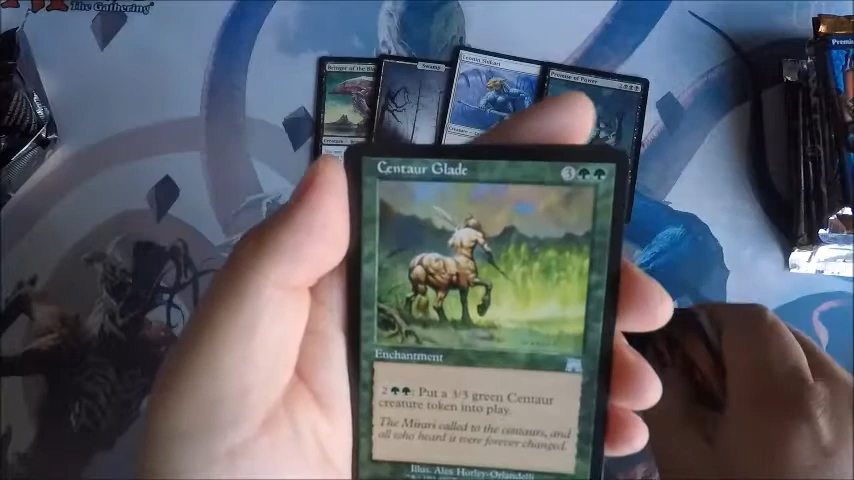 The Gathering
Swamp
Promise of Power
Centaur Glade
3
Enchantment
2 : Put a 3/3 green Centaur
creature token into play.
The Mirari called to the centaurs, and
all who heard it were forever changed.
Illus. Alex Horley-Orlandelli